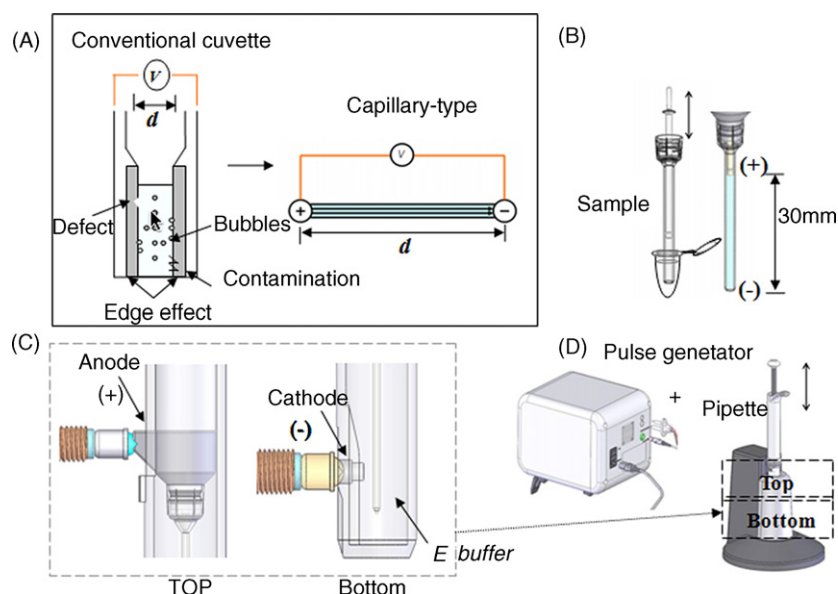 (A)
Conventional cuvette
V
d
Defect
Bubbles
Contamination
Edge effect
Capillary-type
V
+
−
d
(B)
Sample
(+)
30mm
(-)
(C)
Anode
(+)
Cathode
(-)
E buffer
TOP
Bottom
(D)
Pulse genetator
+
Pipette
Top
Bottom